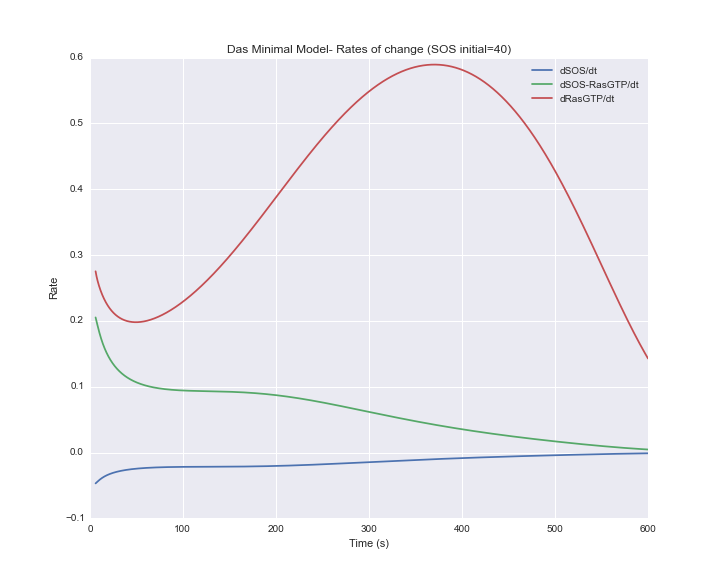 Das Minimal Model- Rates of change (SOS initial=40)
dSOS/dt
dSOS-RasGTP/dt
dRasGTP/dt
0.6
0.5
0.4
0.3
0.2
0.1
0.0
−0.1
Rate
0 100 200 300 400 500 600
Time (s)